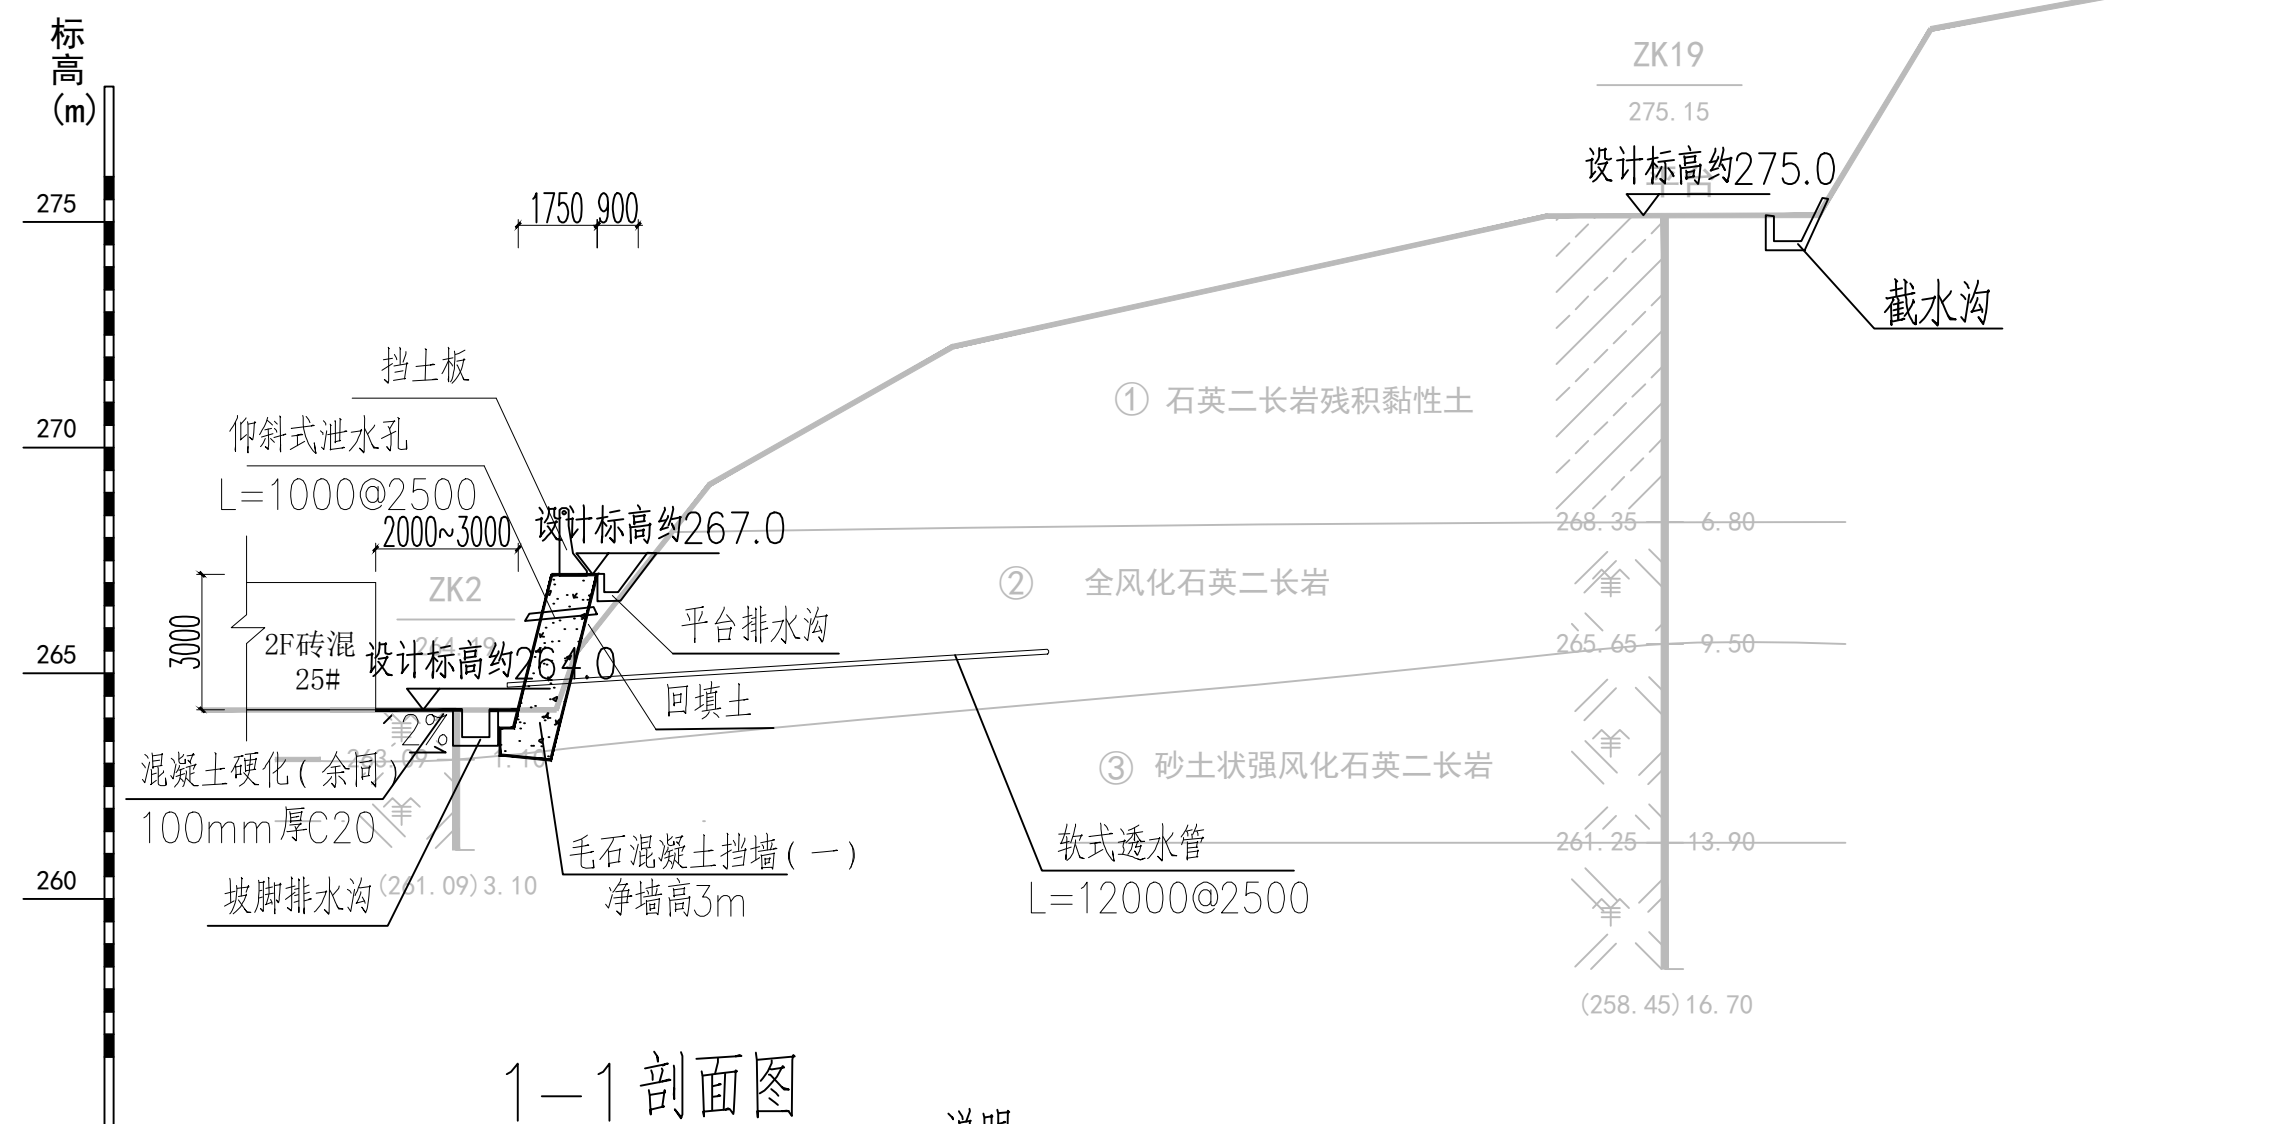 标
高
(m)
ZK19
275.15
设计标高约275.0
平台
275
1750 900
截水沟
挡土板
① 石英二长岩残积黏性土
仰斜式泄水孔
270
L=1000@2500
2000~3000
设计标高约267.0
268.35 6.80
ZK2
② 全风化石英二长岩
平台排水沟
3000
2F砖混
25#
264.19
设计标高约264.0
265.65 9.50
265
回填土
2%
263.09 1.10
混凝土硬化(余同)
100mm厚C20
③ 砂土状强风化石英二长岩
毛石混凝土挡墙(一)
净墙高3m
软式透水管
L=12000@2500
261.25 13.90
260
坡脚排水沟
(261.09)3.10
(258.45)16.70
1-1剖面图